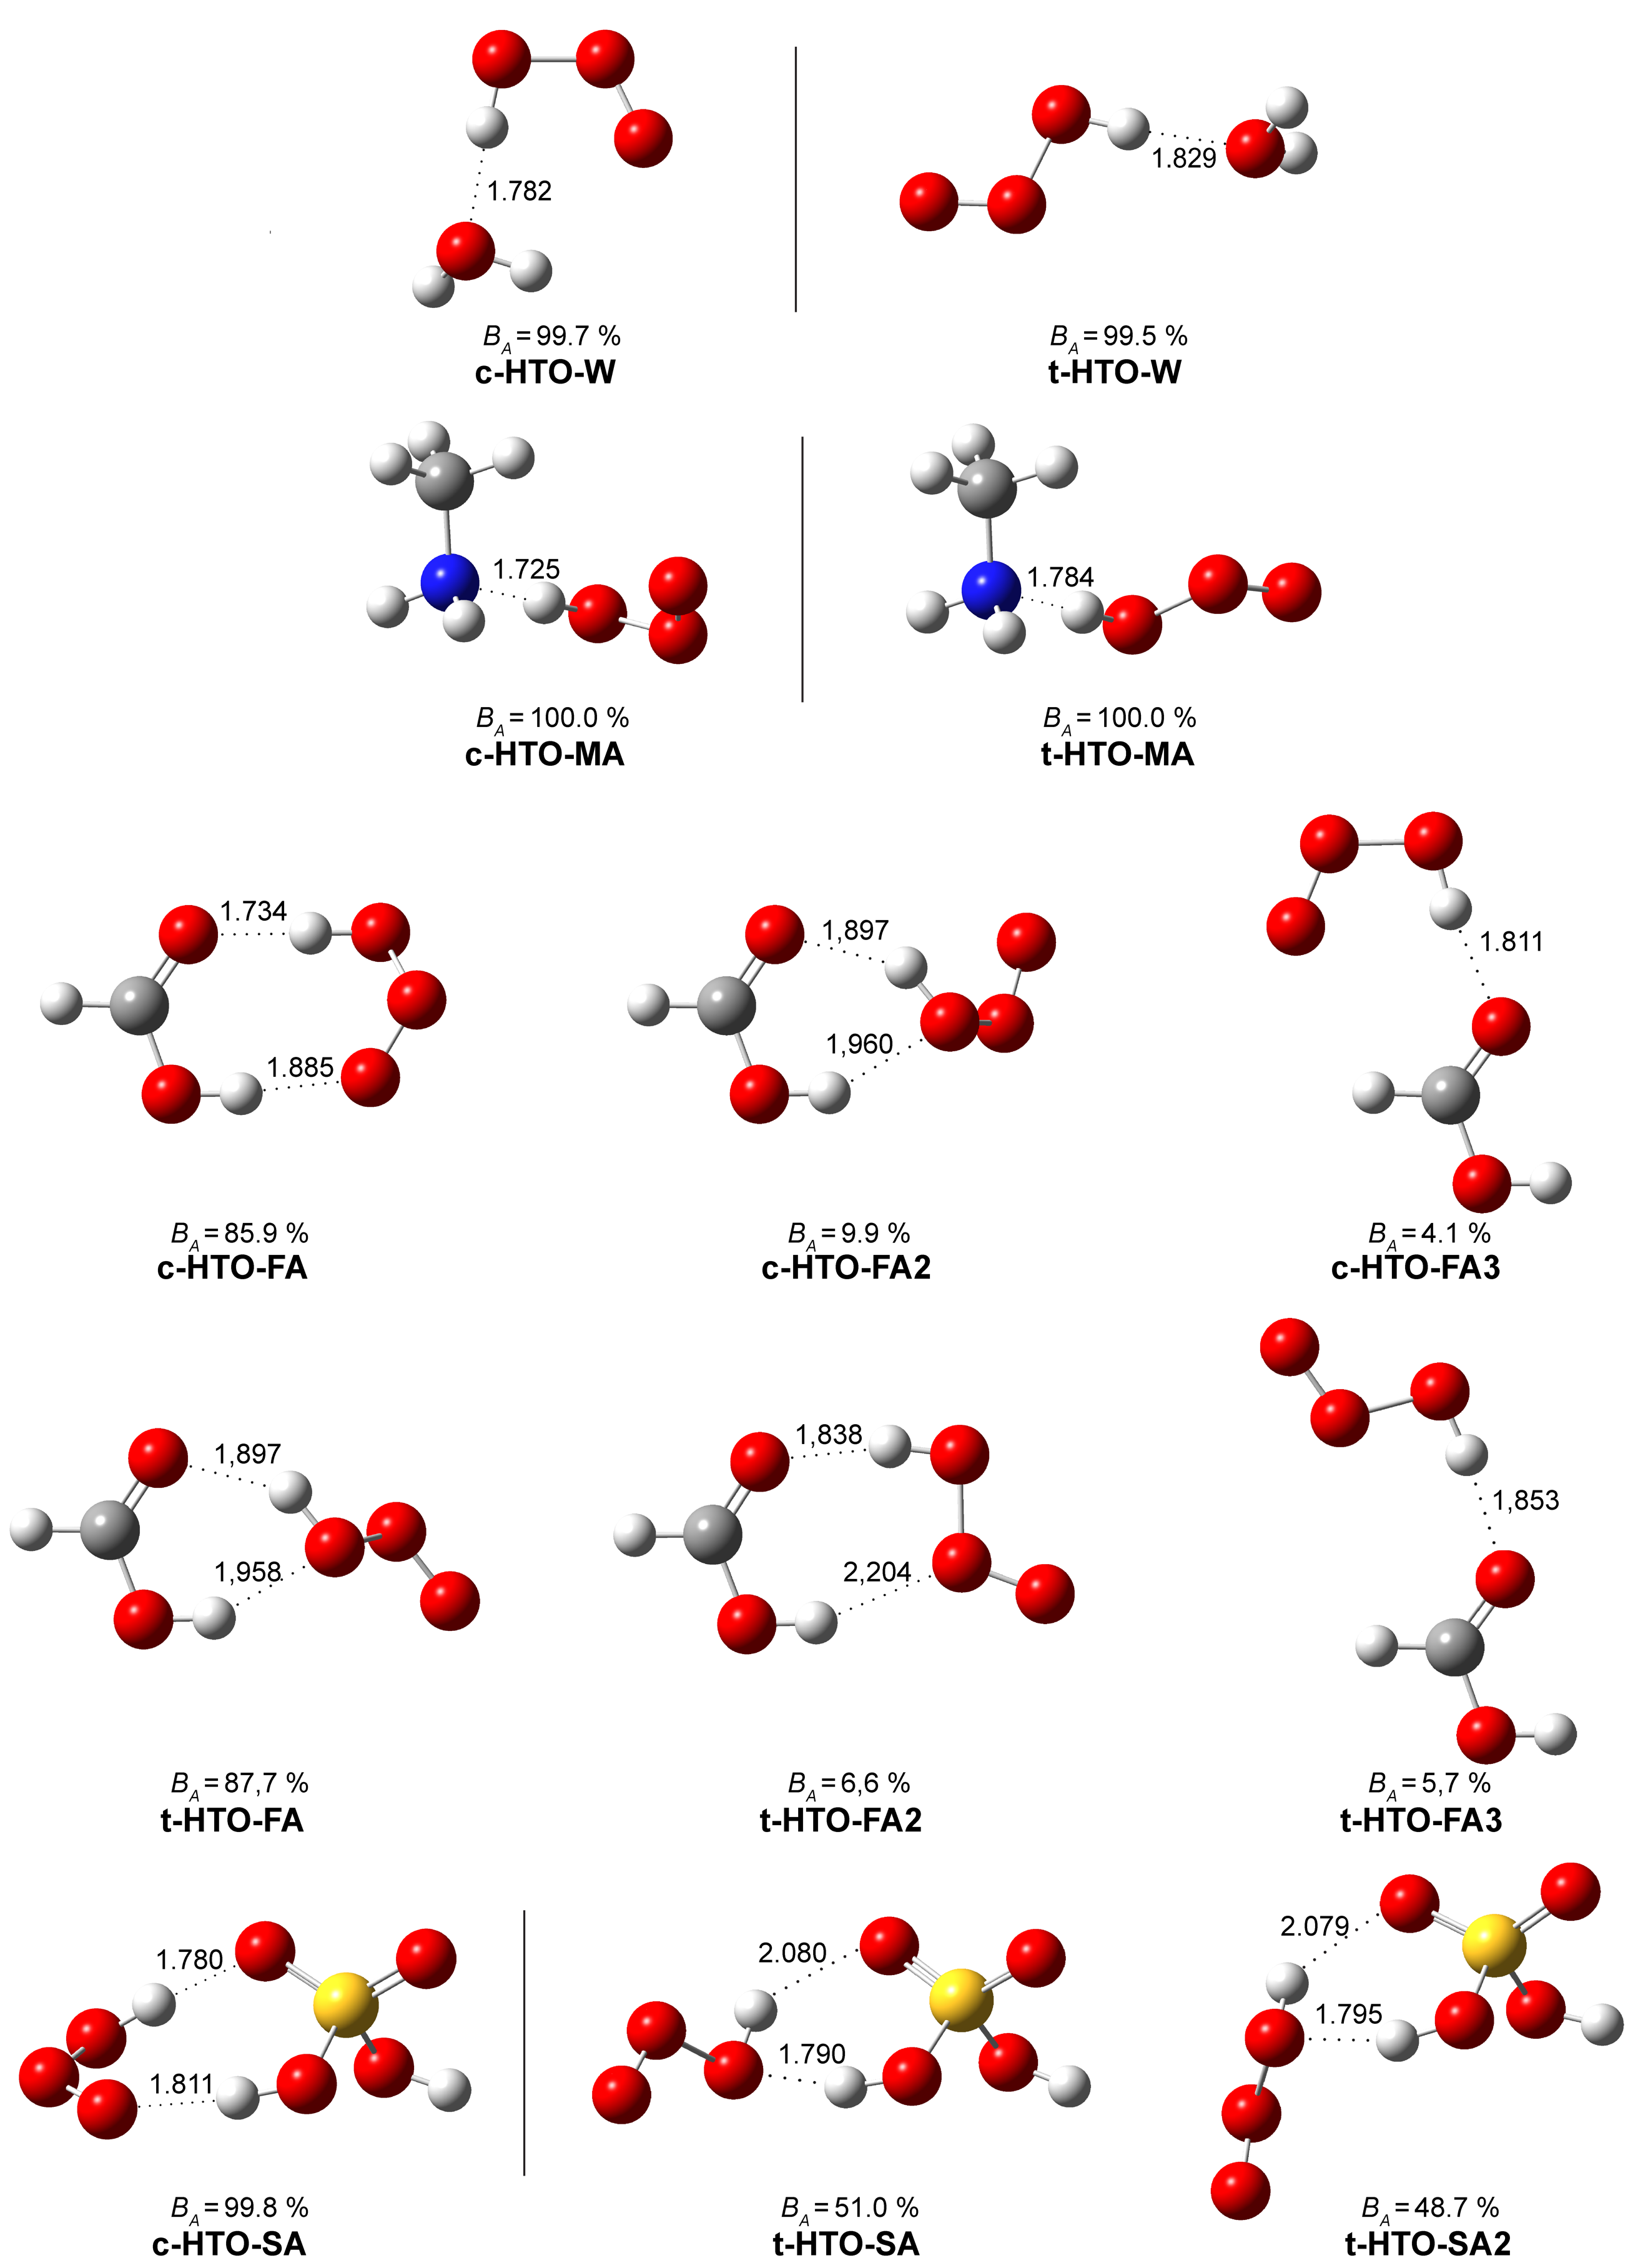 1.782
1.829
B_A = 99.7 %
c-HTO-W
B_A = 99.5 %
t-HTO-W
1.725
1.784
B_A = 100.0 %
c-HTO-MA
B_A = 100.0 %
t-HTO-MA
1.734
1.885
1,897
1,960
1.811
B_A = 85.9 %
c-HTO-FA
B_A = 9.9 %
c-HTO-FA2
B_A = 4.1 %
c-HTO-FA3
1,897
1,958
1,838
2,204
1,853
B_A = 87,7 %
t-HTO-FA
B_A = 6,6 %
t-HTO-FA2
B_A = 5,7 %
t-HTO-FA3
1.780
1.811
2.080
1.790
2.079
1.795
B_A = 99.8 %
c-HTO-SA
B_A = 51.0 %
t-HTO-SA
B_A = 48.7 %
t-HTO-SA2